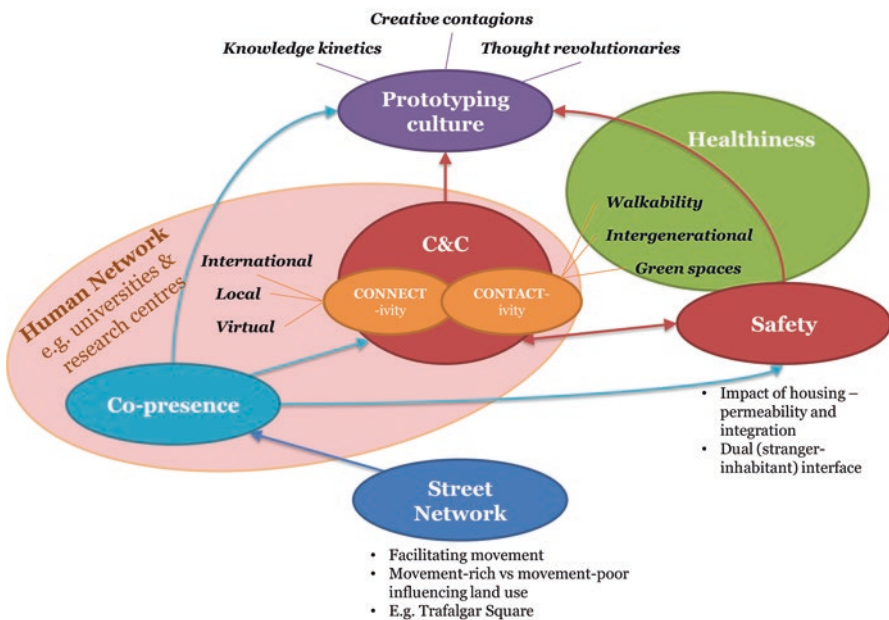 Creative contagions
Knowledge kinetics
Thought revolutionaries
Prototyping
culture
Healthiness
Human Network
e.g. universities &
research centres
C&C
Walkability
Intergenerational
Green spaces
International
Local
Virtual
CONNECT
-ivity
CONTACT-
ivity
Safety
• Impact of housing –
permeability and
integration
• Dual (stranger-
inhabitant) interface
Co-presence
Street
Network
• Facilitating movement
• Movement-rich vs movement-poor
influencing land use
• E.g. Trafalgar Square